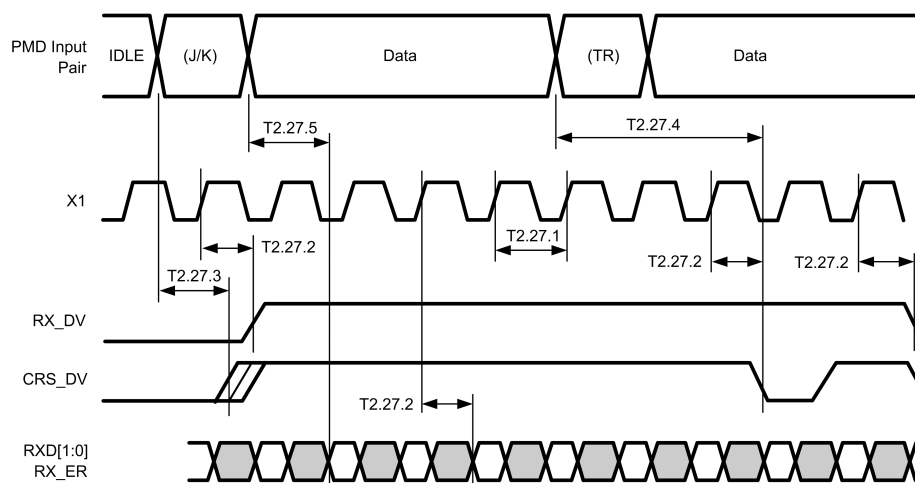 PMD Input
Pair
IDLE
(J/K)
Data
(TR)
Data
T2.27.5
T2.27.4
X1
T2.27.2
T2.27.1
T2.27.2
T2.27.2
T2.27.3
RX_DV
CRS_DV
T2.27.2
RXD[1:0]
RX_ER